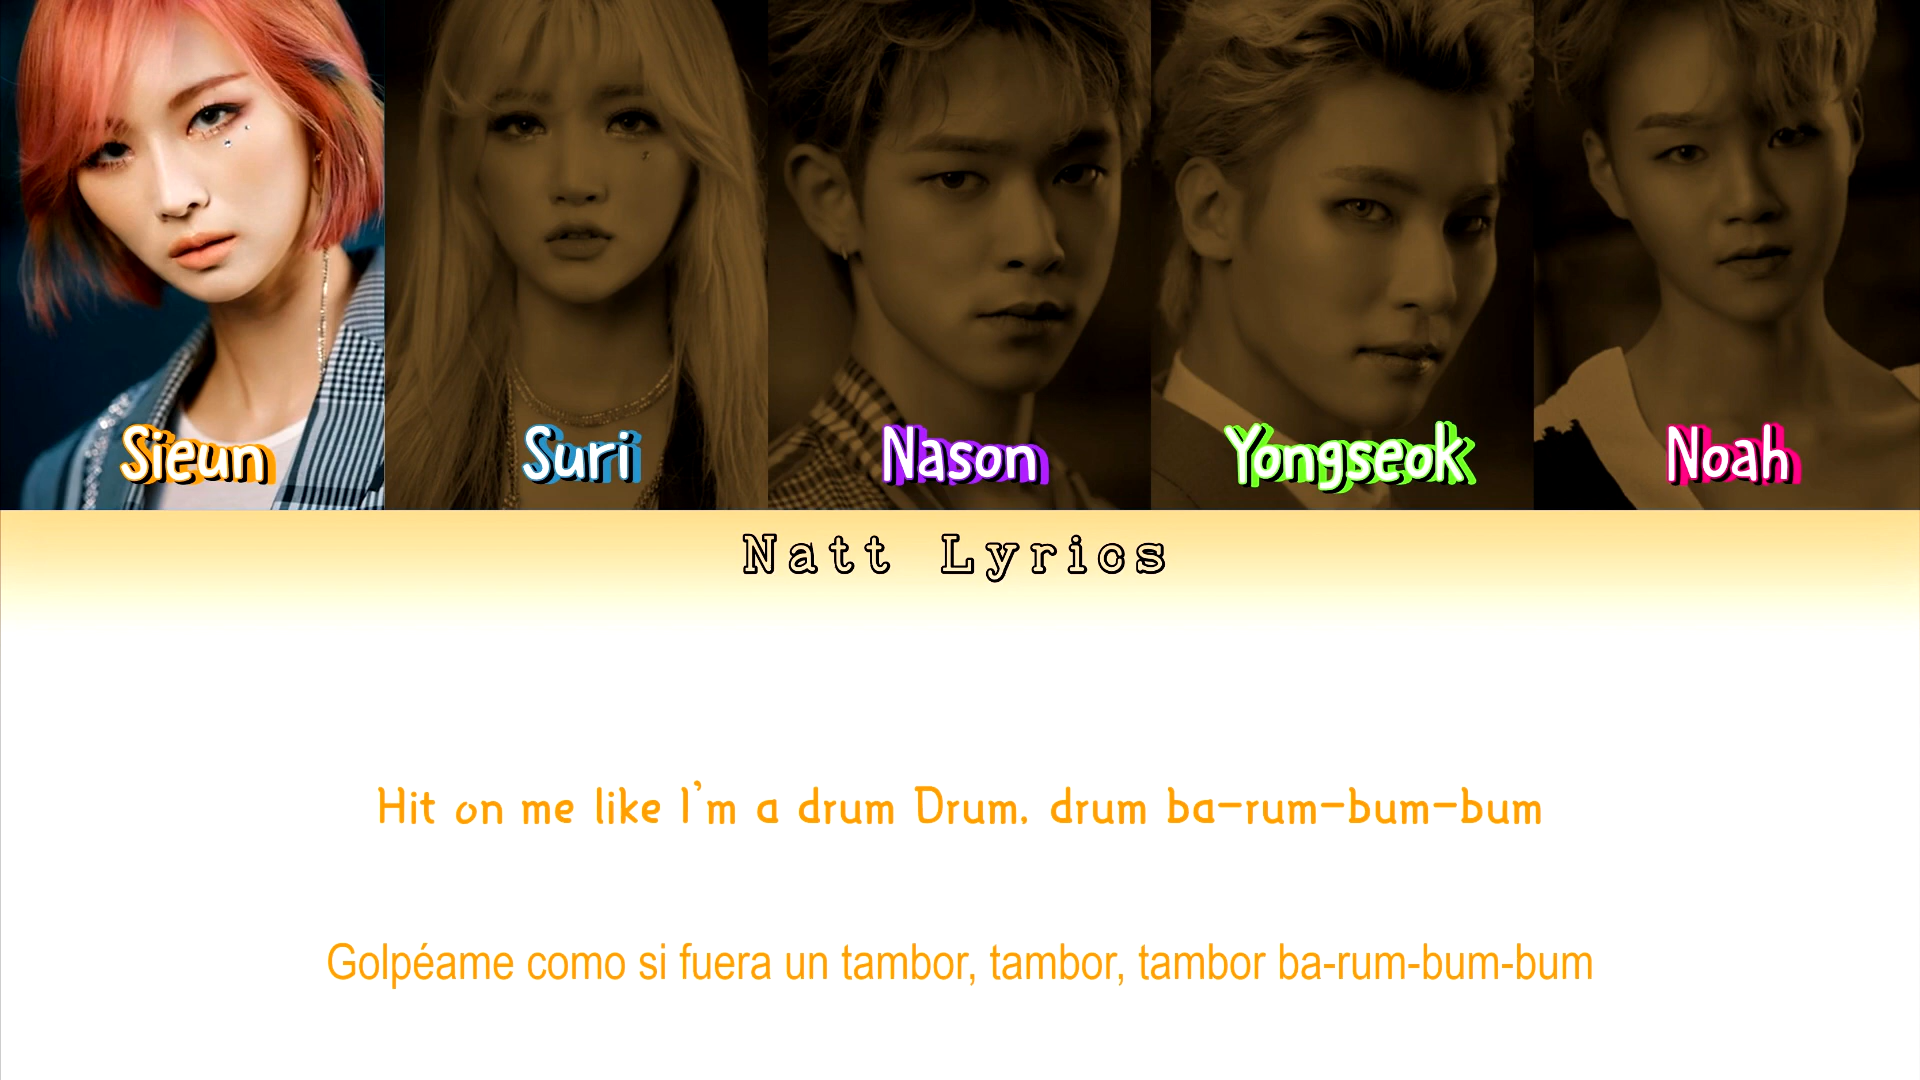 Sieun Suri Nason Yongseok Noah
Natt Lyrics
Hit on me like I'm a drum Drum, drum ba-rum-bum-bum
Golpéame como si fuera un tambor, tambor, tambor ba-rum-bum-bum